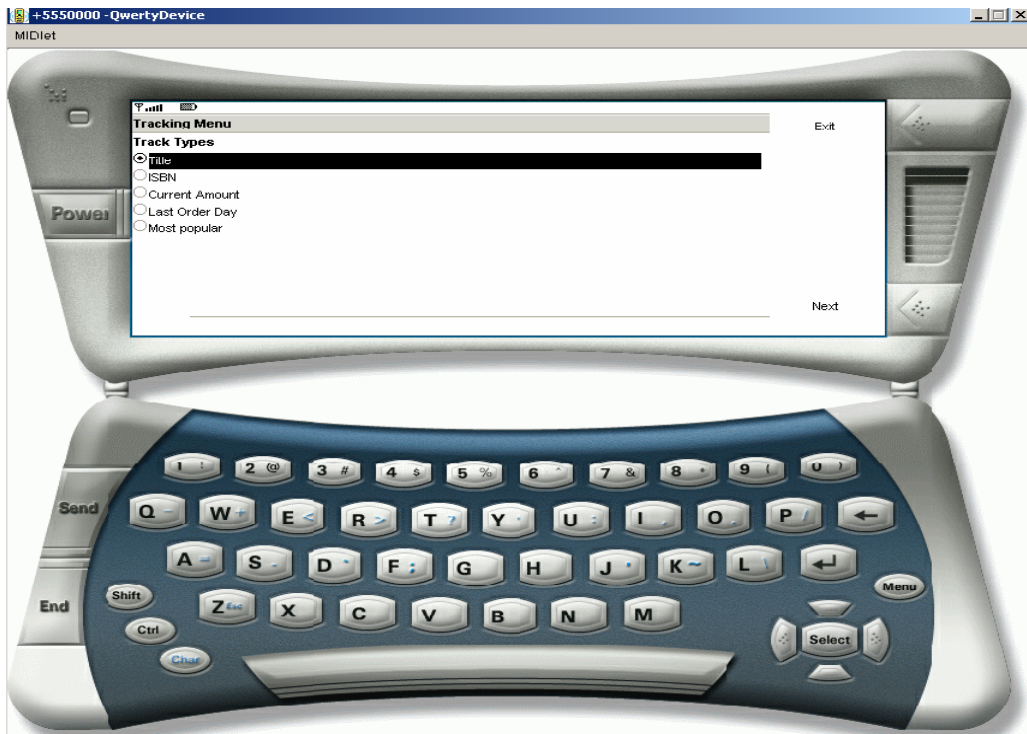 +5550000 -QwertyDevice
MIDlet
Tracking Menu
Exit
Track Types
Title
ISBN
Current Amount
Last Order Day
Most popular
Next
Power
1 :
2 @
3 #
4 $
5 %
6 ^
7 &
8
9 (
0 )
Send
Q -
W +
E <
R >
T ?
Y
U :
I
O
P /
←
A
S
D
F ;
G
H
J
K ~
L \
↵
End
Shift
Z Esc
X
C
V
B
N
M
Menu
Ctrl
Select
Char